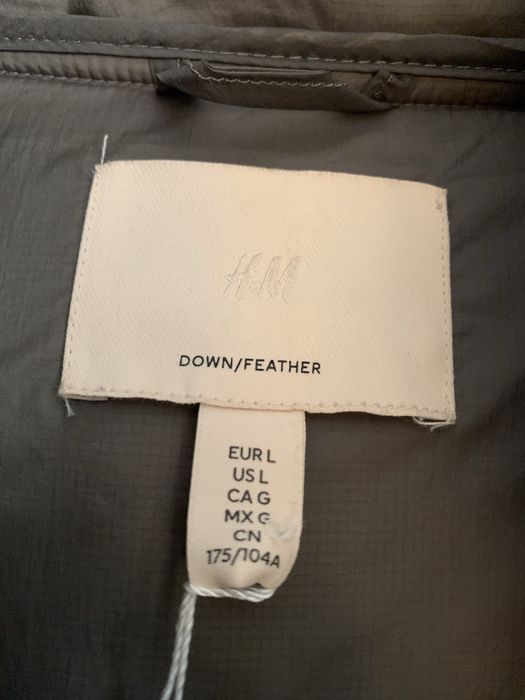 H&M
DOWN/FEATHER
EUR L
US L
CA G
MX G
CN
175/104A